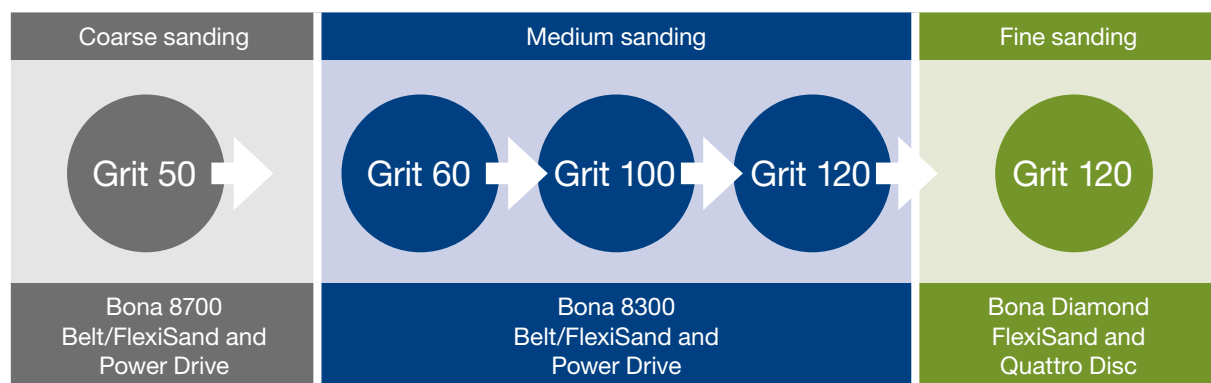 Coarse sanding
Medium sanding
Fine sanding
Grit 50
Grit 60
Grit 100
Grit 120
Grit 120
Bona 8700
Belt/FlexiSand and
Power Drive
Bona 8300
Belt/FlexiSand and
Power Drive
Bona Diamond
FlexiSand and
Quattro Disc